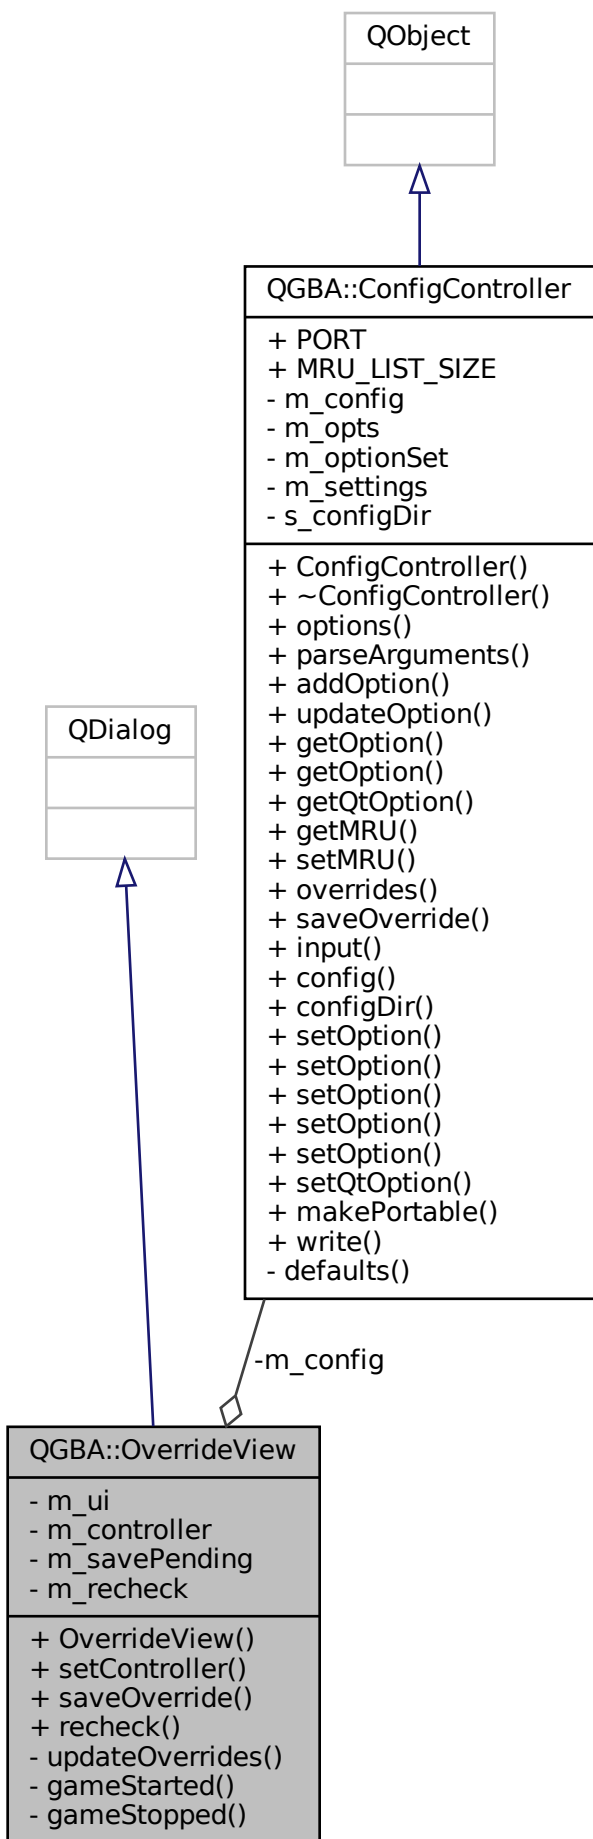 QObject
QGBA::ConfigController
+ PORT
+ MRU_LIST_SIZE
- m_config
- m_opts
- m_optionSet
- m_settings
- s_configDir
+ ConfigController()
+ ~ConfigController()
+ options()
+ parseArguments()
+ addOption()
+ updateOption()
+ getOption()
+ getOption()
+ getQtOption()
+ getMRU()
+ setMRU()
+ overrides()
+ saveOverride()
+ input()
+ config()
+ configDir()
+ setOption()
+ setOption()
+ setOption()
+ setOption()
+ setOption()
+ setQtOption()
+ makePortable()
+ write()
- defaults()
QDialog
-m_config
QGBA::OverrideView
- m_ui
- m_controller
- m_savePending
- m_recheck
+ OverrideView()
+ setController()
+ saveOverride()
+ recheck()
- updateOverrides()
- gameStarted()
- gameStopped()